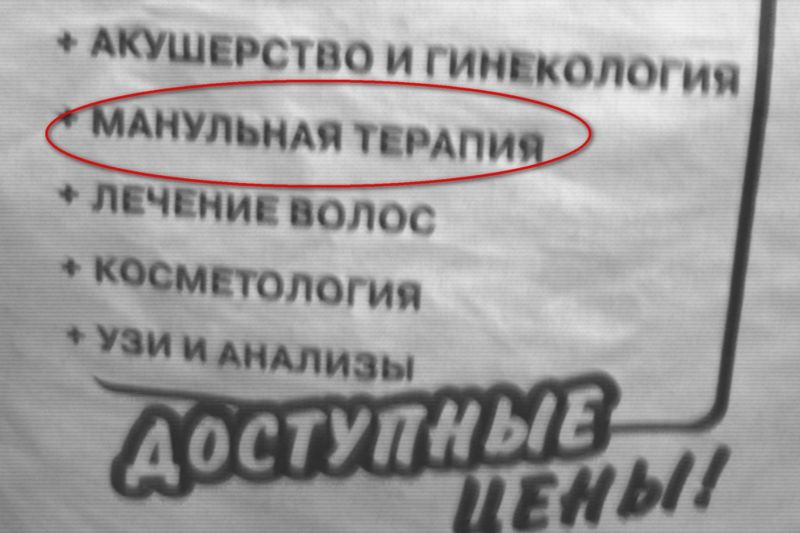 + АКУШЕРСТВО И ГИНЕКОЛОГИЯ
+ МАНУЛЬНАЯ ТЕРАПИЯ
+ ЛЕЧЕНИЕ ВОЛОС
+ КОСМЕТОЛОГИЯ
+ УЗИ И АНАЛИЗЫ
ДОСТУПНЫЕ
ЦЕНЫ!